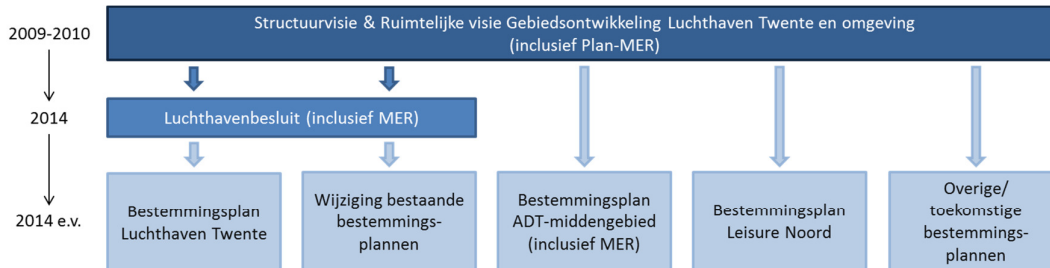 2009-2010
Structuurvisie & Ruimtelijke visie Gebiedsontwikkeling Luchthaven Twente en omgeving
(inclusief Plan-MER)
2014
Luchthavenbesluit (inclusief MER)
2014 e.v.
Bestemmingsplan
Luchthaven Twente
Wijziging bestaande
bestemmings-
plannen
Bestemmingsplan
ADT-middengebied
(inclusief MER)
Bestemmingsplan
Leisure Noord
Overige/
toekomstige
bestemmings-
plannen